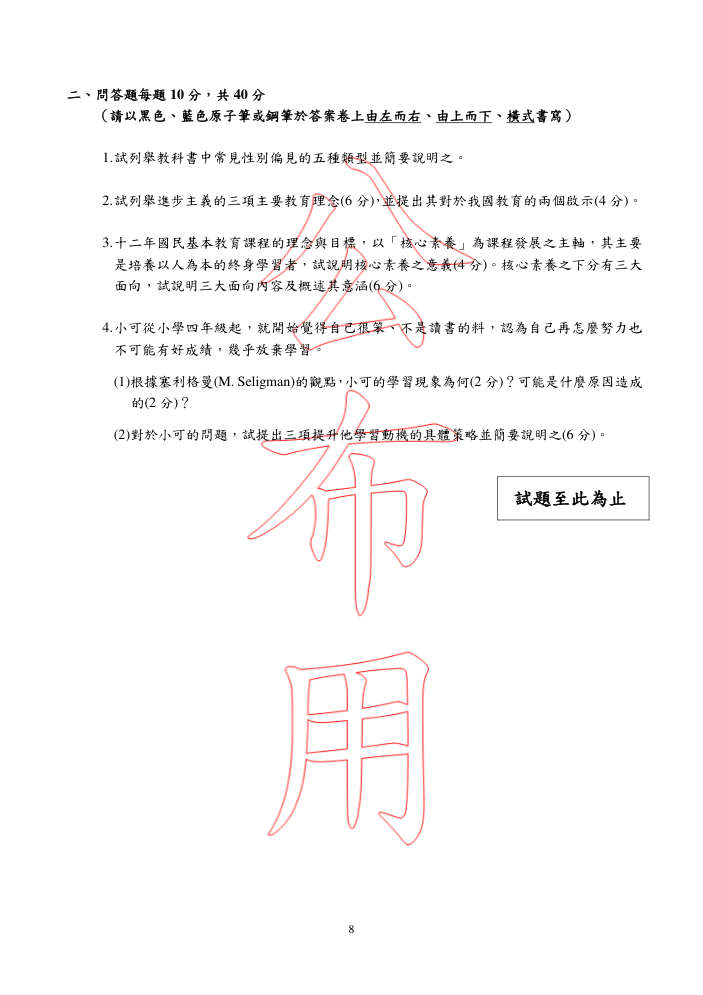 二、問答題每題 10 分，共 40 分
（請以黑色、藍色原子筆或鋼筆於答案卷上由左而右、由上而下、橫式書寫）
1.試列舉教科書中常見性別偏見的五種類型並簡要說明之。
2.試列舉進步主義的三項主要教育理念(6 分)，並提出其對於我國教育的兩個啟示(4 分)。
3.十二年國民基本教育課程的理念與目標，以「核心素養」為課程發展之主軸，其主要
是培養以人為本的終身學習者，試說明核心素養之意義(4 分)。核心素養之下分有三大
面向，試說明三大面向內容及概述其意涵(6 分)。
4.小可從小學四年級起，就開始覺得自己很笨、不是讀書的料，認為自己再怎麼努力也
不可能有好成績，幾乎放棄學習。
(1)根據塞利格曼(M. Seligman)的觀點，小可的學習現象為何(2 分)？可能是什麼原因造成
的(2 分)？
(2)對於小可的問題，試提出三項提升他學習動機的具體策略並簡要說明之(6 分)。
試題至此為止
公
布
用
8